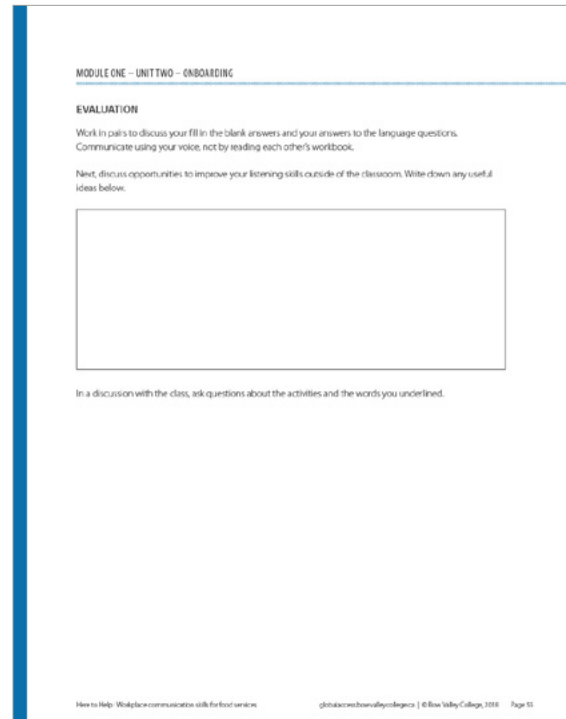 MODULE ONE – UNIT TWO – ONBOARDING
EVALUATION
Work in pairs to discuss your fill in the blank answers and your answers to the language questions.
Communicate using your voice, not by reading each other's workbook.
Next, discuss opportunities to improve your listening skills outside of the classroom. Write down any useful
ideas below.
In a discussion with the class, ask questions about the activities and the words you underlined.
Here to Help: Workplace communication skills for food services
globalaccess.bowvalleycollege.ca | © Bow Valley College, 2018 Page